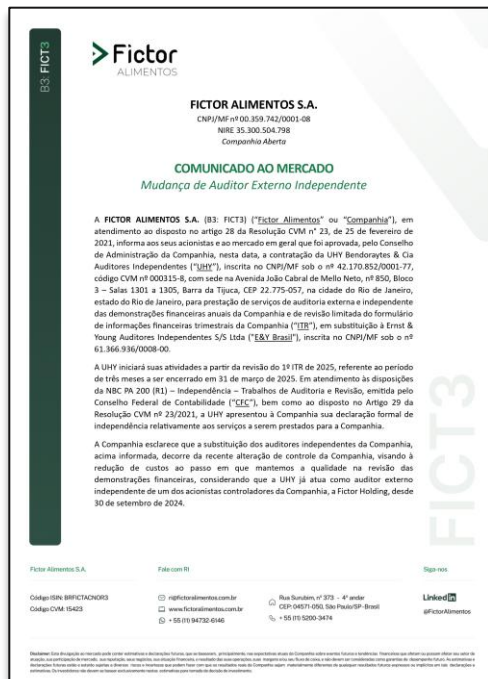 B3: FICT3
Fictor
ALIMENTOS
FICTOR ALIMENTOS S.A.
CNPJ/MF nº 00.359.742/0001-08
NIRE 35.300.504.798
Companhia Aberta
COMUNICADO AO MERCADO
Mudança de Auditor Externo Independente
A FICTOR ALIMENTOS S.A. (B3: FICT3) ("Fictor Alimentos" ou "Companhia"), em
atendimento ao disposto no artigo 28 da Resolução CVM n° 23, de 25 de fevereiro de
2021, informa aos seus acionistas e ao mercado em geral que foi aprovada, pelo Conselho
de Administração da Companhia, nesta data, a contratação da UHY Bendoraytes & Cia
Auditores Independentes ("UHY"), inscrita no CNPJ/MF sob o nº 42.170.852/0001-77,
código CVM nº 000315-8, com sede na Avenida João Cabral de Mello Neto, nº 850, Bloco
3 – Salas 1301 a 1305, Barra da Tijuca, CEP 22.775-057, na cidade do Rio de Janeiro,
estado do Rio de Janeiro, para prestação de serviços de auditoria externa e independente
das demonstrações financeiras anuais da Companhia e de revisão limitada do formulário
de informações financeiras trimestrais da Companhia ("ITR"), em substituição à Ernst &
Young Auditores Independentes S/S Ltda ("E&Y Brasil"), inscrita no CNPJ/MF sob o nº
61.366.936/0008-00.
A UHY iniciará suas atividades a partir da revisão do 1º ITR de 2025, referente ao período
de três meses a ser encerrado em 31 de março de 2025. Em atendimento às disposições
da NBC PA 200 (R1) – Independência – Trabalhos de Auditoria e Revisão, emitida pelo
Conselho Federal de Contabilidade ("CFC"), bem como ao disposto no Artigo 29 da
Resolução CVM nº 23/2021, a UHY apresentou à Companhia sua declaração formal de
independência relativamente aos serviços a serem prestados para a Companhia.
A Companhia esclarece que a substituição dos auditores independentes da Companhia,
acima informada, decorre da recente alteração de controle da Companhia, visando à
redução de custos ao passo em que mantemos a qualidade na revisão das
demonstrações financeiras, considerando que a UHY já atua como auditor externo
independente de um dos acionistas controladores da Companhia, a Fictor Holding, desde
30 de setembro de 2024.
FICT3
Fictor Alimentos S.A.
Código ISIN: BRFICTACNOR3
Código CVM: 15423
Fale com RI
ri@fictoralimentos.com.br
www.fictoralimentos.com.br
+ 55 (11) 94732-6146
Rua Surubim, nº 373 - 4º andar
CEP: 04571-050, São Paulo/SP - Brasil
+ 55 (11) 5200-3474
Siga-nos
Linkedin
@FictorAlimentos